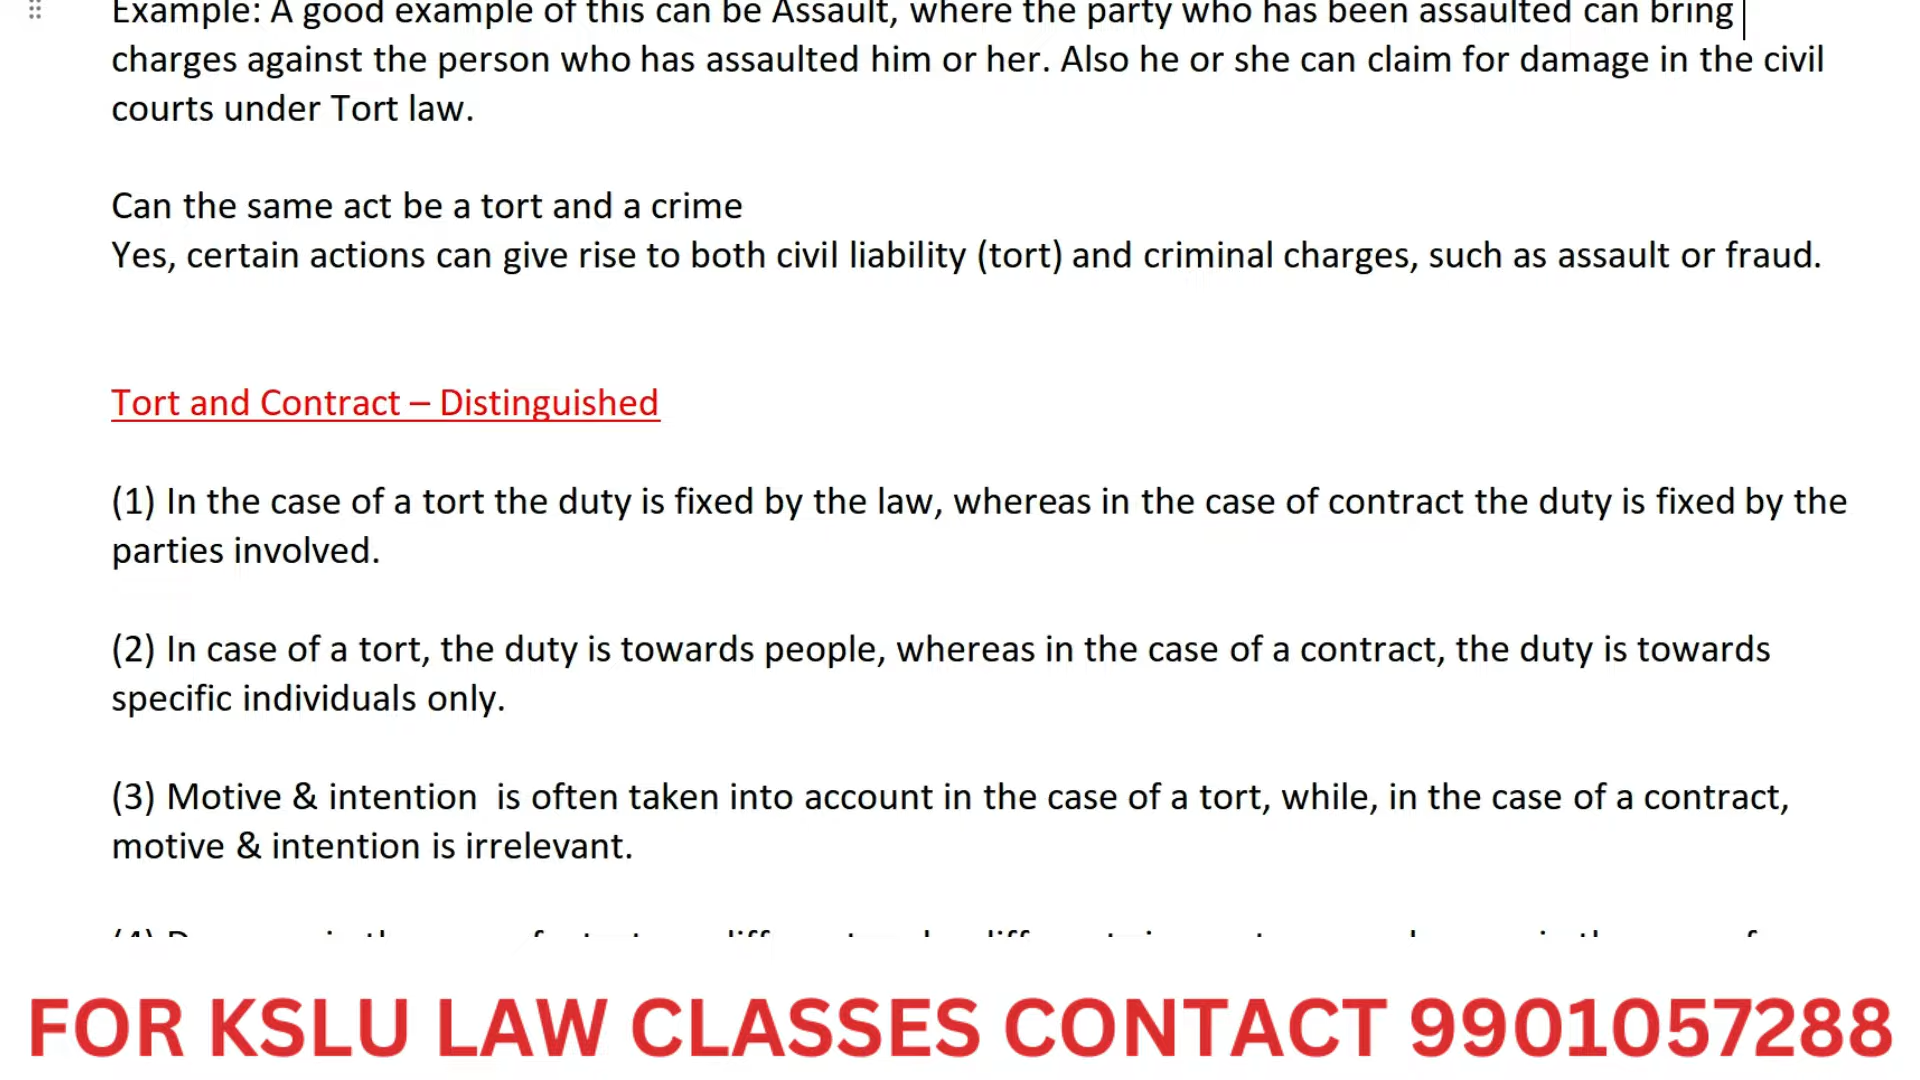 Example: A good example of this can be Assault, where the party who has been assaulted can bring
charges against the person who has assaulted him or her. Also he or she can claim for damage in the civil
courts under Tort law.
Can the same act be a tort and a crime
Yes, certain actions can give rise to both civil liability (tort) and criminal charges, such as assault or fraud.
Tort and Contract – Distinguished
(1) In the case of a tort the duty is fixed by the law, whereas in the case of contract the duty is fixed by the
parties involved.
(2) In case of a tort, the duty is towards people, whereas in the case of a contract, the duty is towards
specific individuals only.
(3) Motive & intention  is often taken into account in the case of a tort, while, in the case of a contract,
motive & intention is irrelevant.
FOR KSLU LAW CLASSES CONTACT 9901057288